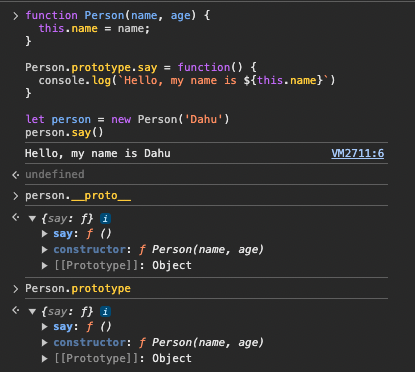 > function Person(name, age) {
    this.name = name;
  }

  Person.prototype.say = function() {
    console.log(`Hello, my name is ${this.name}`)
  }

  let person = new Person('Dahu')
  person.say()
Hello, my name is Dahu VM2711:6
undefined
> person.__proto__
▼ {say: ƒ} i
▶ say: ƒ ()
▶ constructor: ƒ Person(name, age)
▶ [[Prototype]]: Object
> Person.prototype
▼ {say: ƒ} i
▶ say: ƒ ()
▶ constructor: ƒ Person(name, age)
▶ [[Prototype]]: Object